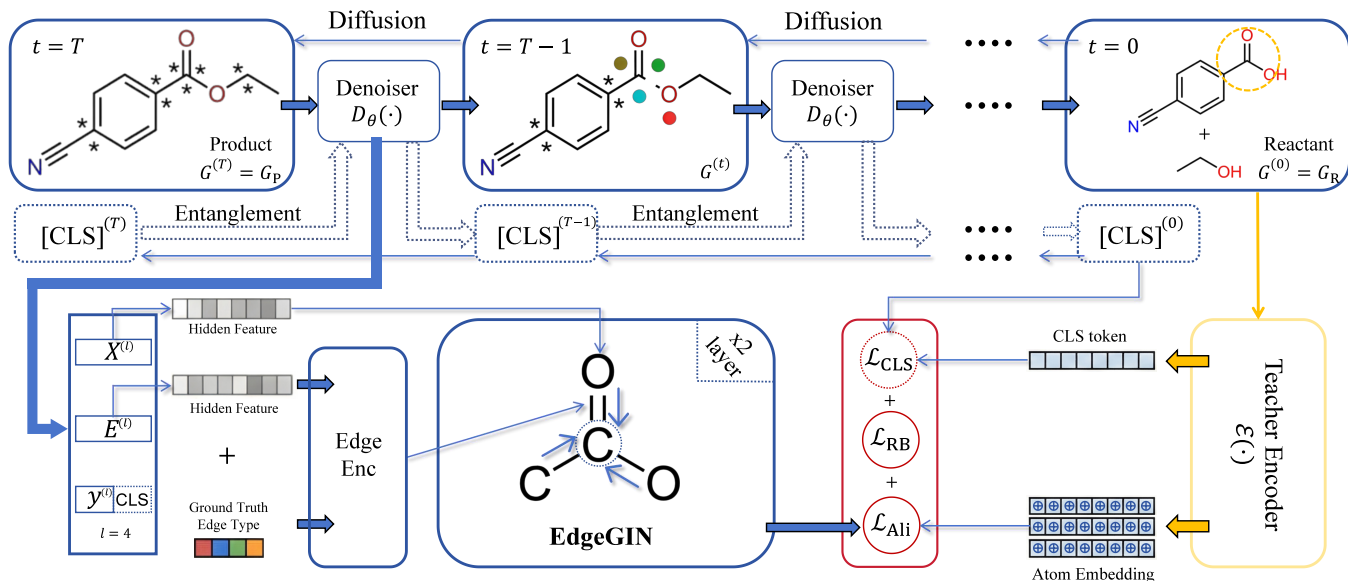 Diffusion
Diffusion
t = T
O
O
N
Product
G^(T) = G_P
Denoiser
D_θ(·)
t = T − 1
O
O
N
G^(t)
Denoiser
D_θ(·)
t = 0
O
OH
N
+
OH
Reactant
G^(0) = G_R
[CLS]^(T)
Entanglement
[CLS]^(T−1)
Entanglement
[CLS]^(0)
X^(l)
E^(l)
y^(l) CLS
l = 4
Hidden Feature
Hidden Feature
+
Ground Truth
Edge Type
Edge
Enc
x2
layer
O
C
C
O
EdgeGIN
ℒ_CLS
+
ℒ_RB
+
ℒ_Ali
CLS token
Atom Embedding
Teacher Encoder
ℰ(·)